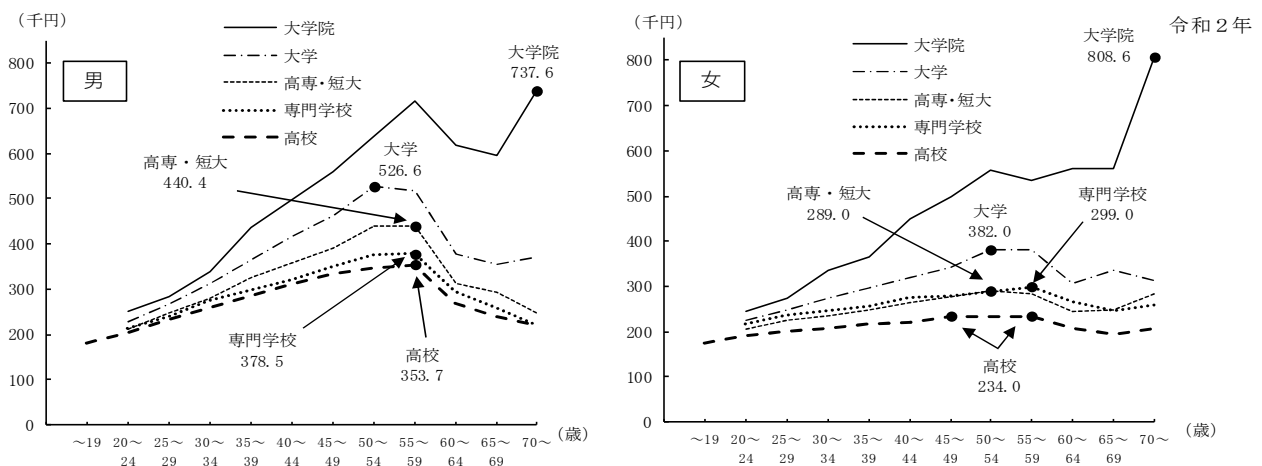 令和２年
（千円）
男
大学院
大学
高専・短大
専門学校
高校
大学院
737.6
大学
526.6
高専・短大
440.4
専門学校
378.5
高校
353.7
800
700
600
500
400
300
200
100
0
～19 20～24 25～29 30～34 35～39 40～44 45～49 50～54 55～59 60～64 65～69 70～ （歳）
（千円）
女
大学院
大学
高専・短大
専門学校
高校
大学院
808.6
高専・短大
289.0
大学
382.0
専門学校
299.0
高校
234.0
800
700
600
500
400
300
200
100
0
～19 20～24 25～29 30～34 35～39 40～44 45～49 50～54 55～59 60～64 65～69 70～ （歳）